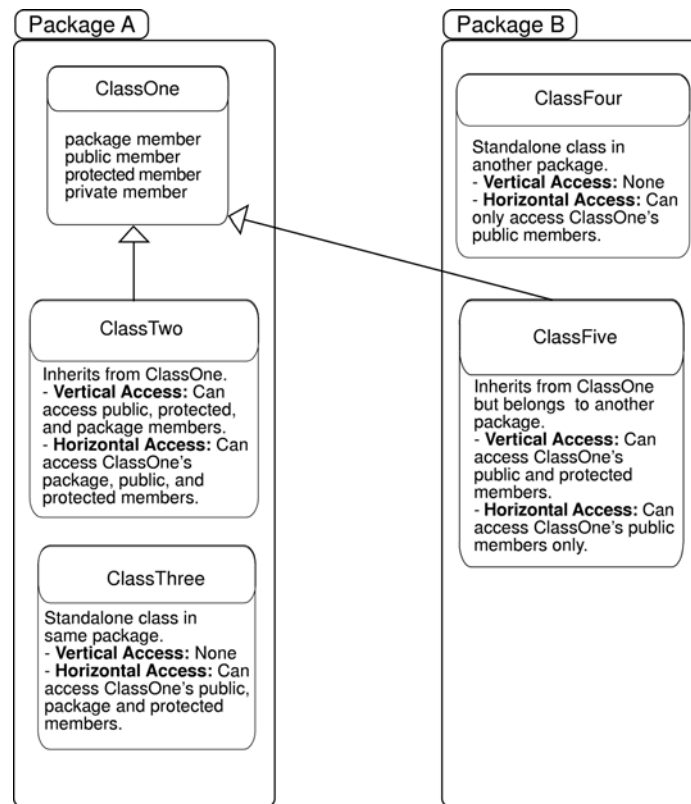 Package A
ClassOne
package member
public member
protected member
private member
ClassTwo
Inherits from ClassOne.
- Vertical Access: Can
access public, protected,
and package members.
- Horizontal Access: Can
access ClassOne's
package, public, and
protected members.
ClassThree
Standalone class in
same package.
- Vertical Access: None
- Horizontal Access: Can
access ClassOne's public,
package and protected
members.
Package B
ClassFour
Standalone class in
another package.
- Vertical Access: None
- Horizontal Access: Can
only access ClassOne's
public members.
ClassFive
Inherits from ClassOne
but belongs to another
package.
- Vertical Access: Can
access ClassOne's
public and protected
members.
- Horizontal Access: Can
access ClassOne's public
members only.